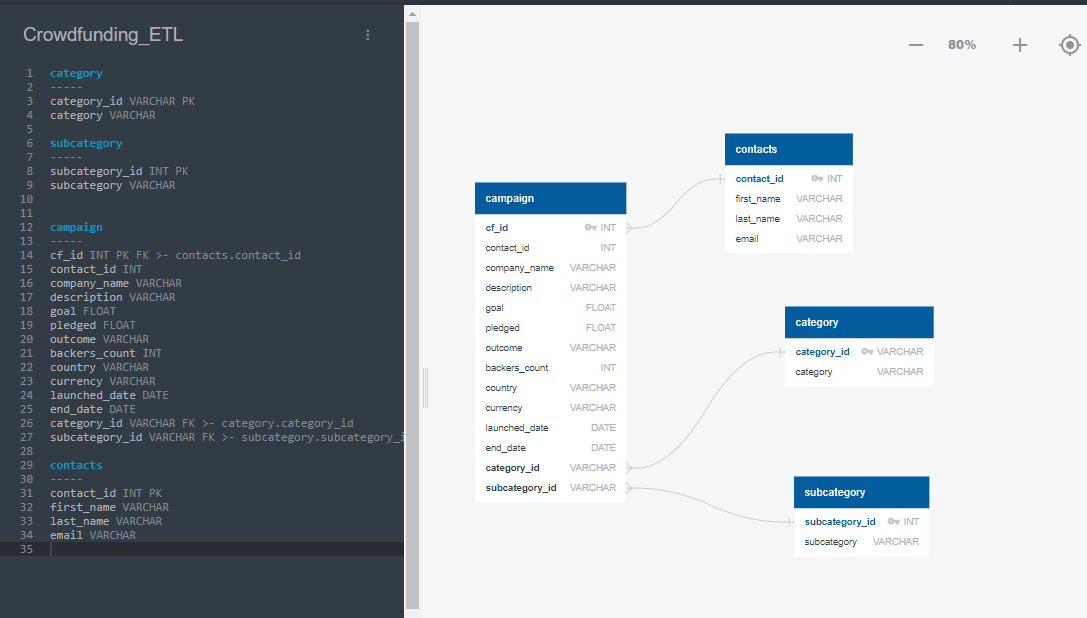 Crowdfunding_ETL
1 category
2 -----
3 category_id VARCHAR PK
4 category VARCHAR
5
6 subcategory
7 -----
8 subcategory_id INT PK
9 subcategory VARCHAR
10
11
12 campaign
13 -----
14 cf_id INT PK FK >- contacts.contact_id
15 contact_id INT
16 company_name VARCHAR
17 description VARCHAR
18 goal FLOAT
19 pledged FLOAT
20 outcome VARCHAR
21 backers_count INT
22 country VARCHAR
23 currency VARCHAR
24 launched_date DATE
25 end_date DATE
26 category_id VARCHAR FK >- category.category_id
27 subcategory_id VARCHAR FK >- subcategory.subcategory_i
28
29 contacts
30 -----
31 contact_id INT PK
32 first_name VARCHAR
33 last_name VARCHAR
34 email VARCHAR
35
80%
campaign
cf_id INT
contact_id INT
company_name VARCHAR
description VARCHAR
goal FLOAT
pledged FLOAT
outcome VARCHAR
backers_count INT
country VARCHAR
currency VARCHAR
launched_date DATE
end_date DATE
category_id VARCHAR
subcategory_id VARCHAR
contacts
contact_id INT
first_name VARCHAR
last_name VARCHAR
email VARCHAR
category
category_id VARCHAR
category VARCHAR
subcategory
subcategory_id INT
subcategory VARCHAR